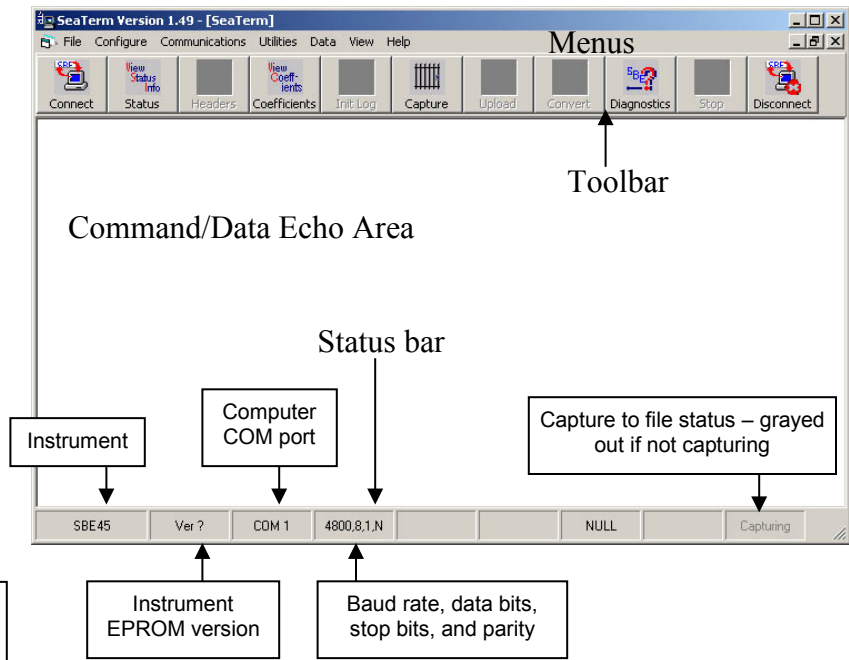 SeaTerm Version 1.49 - [SeaTerm]
File Configure Communications Utilities Data View Help
Menus
SBE
View Status Info
View Coeff-icients
SBE
SBE
Connect Status Headers Coefficients Init Log Capture Upload Convert Diagnostics Stop Disconnect
Toolbar
Command/Data Echo Area
Status bar
Instrument
Computer
COM port
Capture to file status – grayed
out if not capturing
SBE45 Ver ? COM 1 4800,8,1,N NULL Capturing
Instrument
EPROM version
Baud rate, data bits,
stop bits, and parity